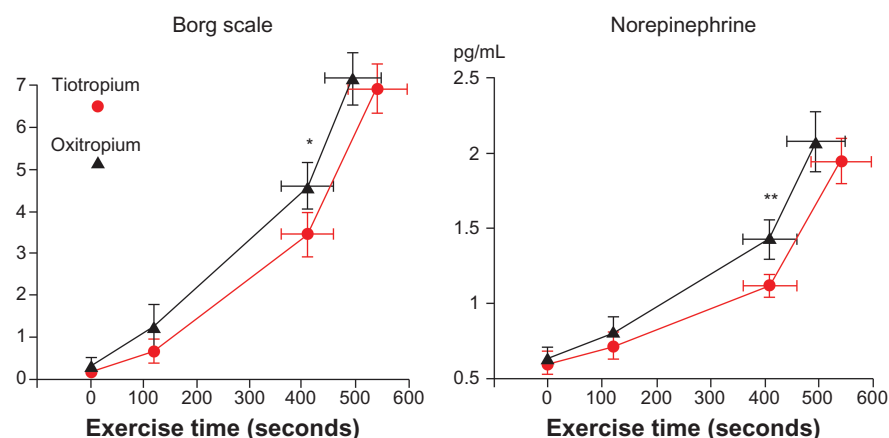 Borg scale
Tiotropium
Oxitropium
7
6
5
4
3
2
1
0
*
0 100 200 300 400 500 600
Exercise time (seconds)
Norepinephrine
pg/mL
2.5
2
1.5
1
0.5
**
0 100 200 300 400 500 600
Exercise time (seconds)